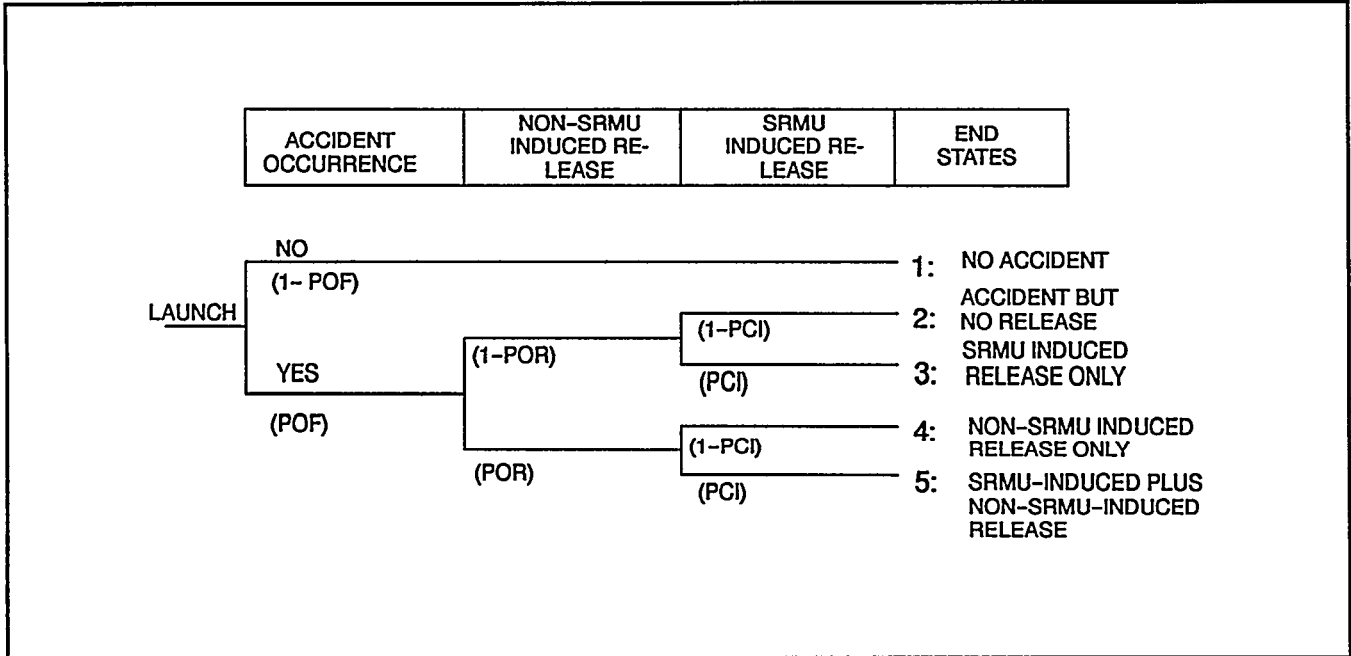 ACCIDENT
OCCURRENCE
NON-SRMU
INDUCED RE-
LEASE
SRMU
INDUCED RE-
LEASE
END
STATES
NO
(1- POF)
LAUNCH
YES
(POF)
(1-POR)
(POR)
(1-PCI)
(PCI)
(1-PCI)
(PCI)
1: NO ACCIDENT
2: ACCIDENT BUT
NO RELEASE
3: SRMU INDUCED
RELEASE ONLY
4: NON-SRMU INDUCED
RELEASE ONLY
5: SRMU-INDUCED PLUS
NON-SRMU-INDUCED
RELEASE